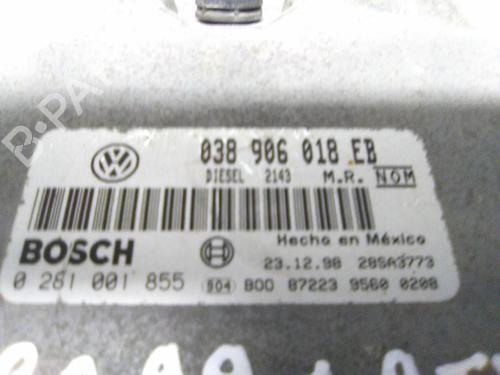 B-PA
038 906 018 EB
DIESEL 2143 M.R. NOM
BOSCH
Hecho en México
23.12.98 28SA3773
0 281 001 855 904 BOO 87223 9560 0208